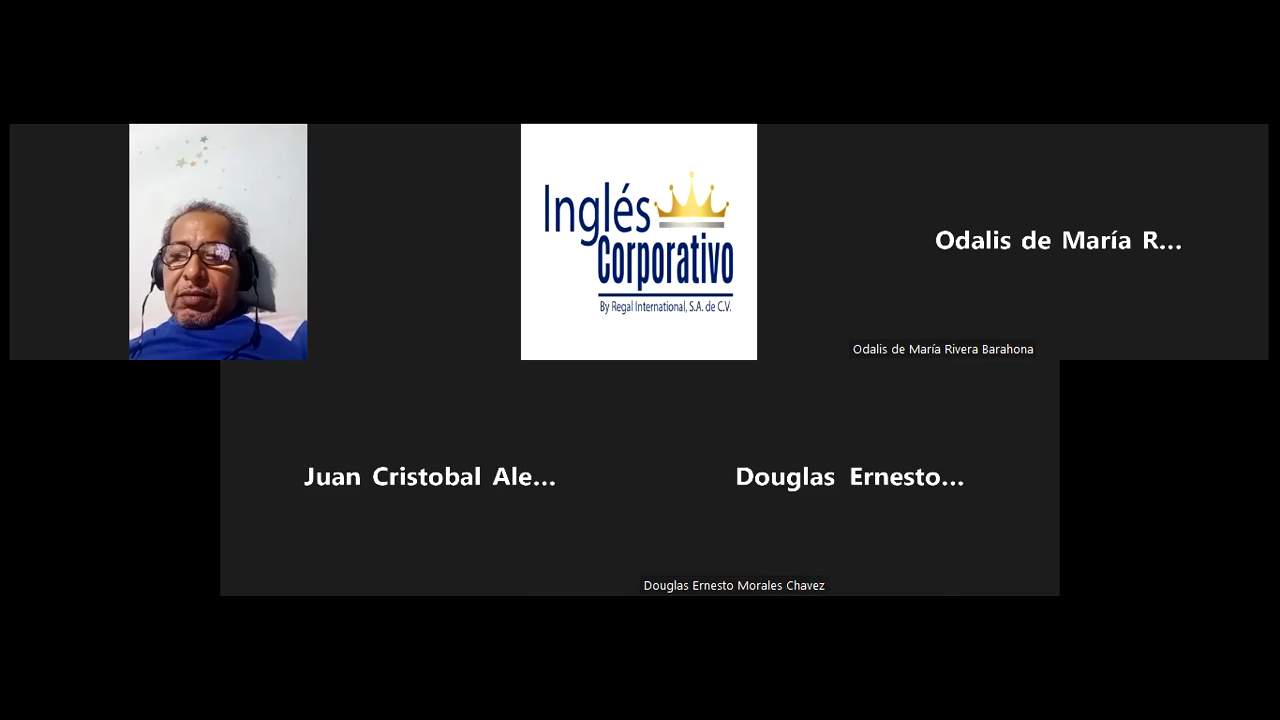 Inglés
Corporativo
By Regal International, S.A. de C.V.
Odalis de María R...
Odalis de María Rivera Barahona
Juan Cristobal Ale...
Douglas Ernesto...
Douglas Ernesto Morales Chavez